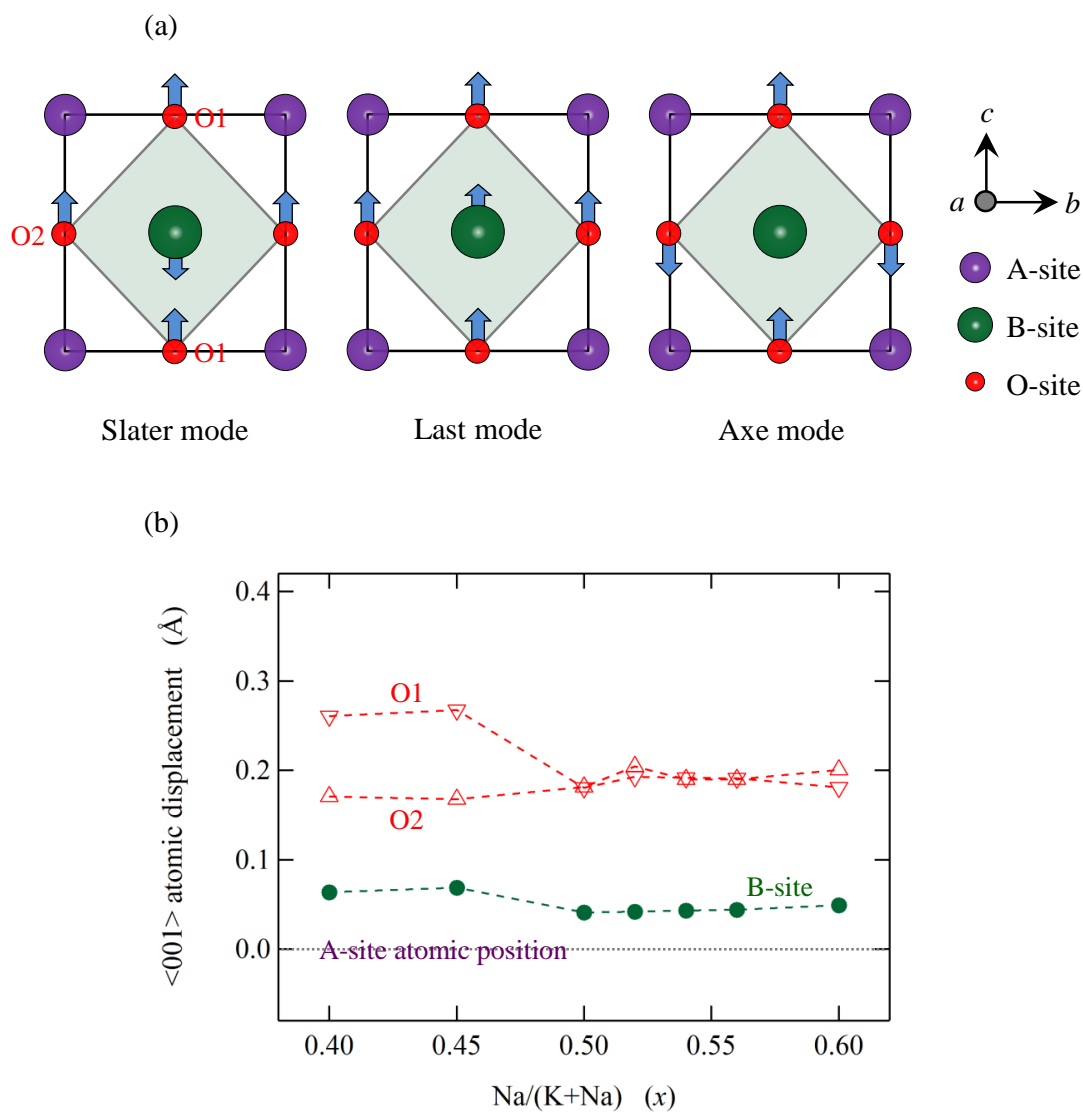 (a)
O1
O2
O1
Slater mode
Last mode
Axe mode
c
a
b
A-site
B-site
O-site
(b)
<001> atomic displacement (Å)
0.4
0.3
0.2
0.1
0.0
O1
O2
B-site
A-site atomic position
0.40
0.45
0.50
0.55
0.60
Na/(K+Na) (x)